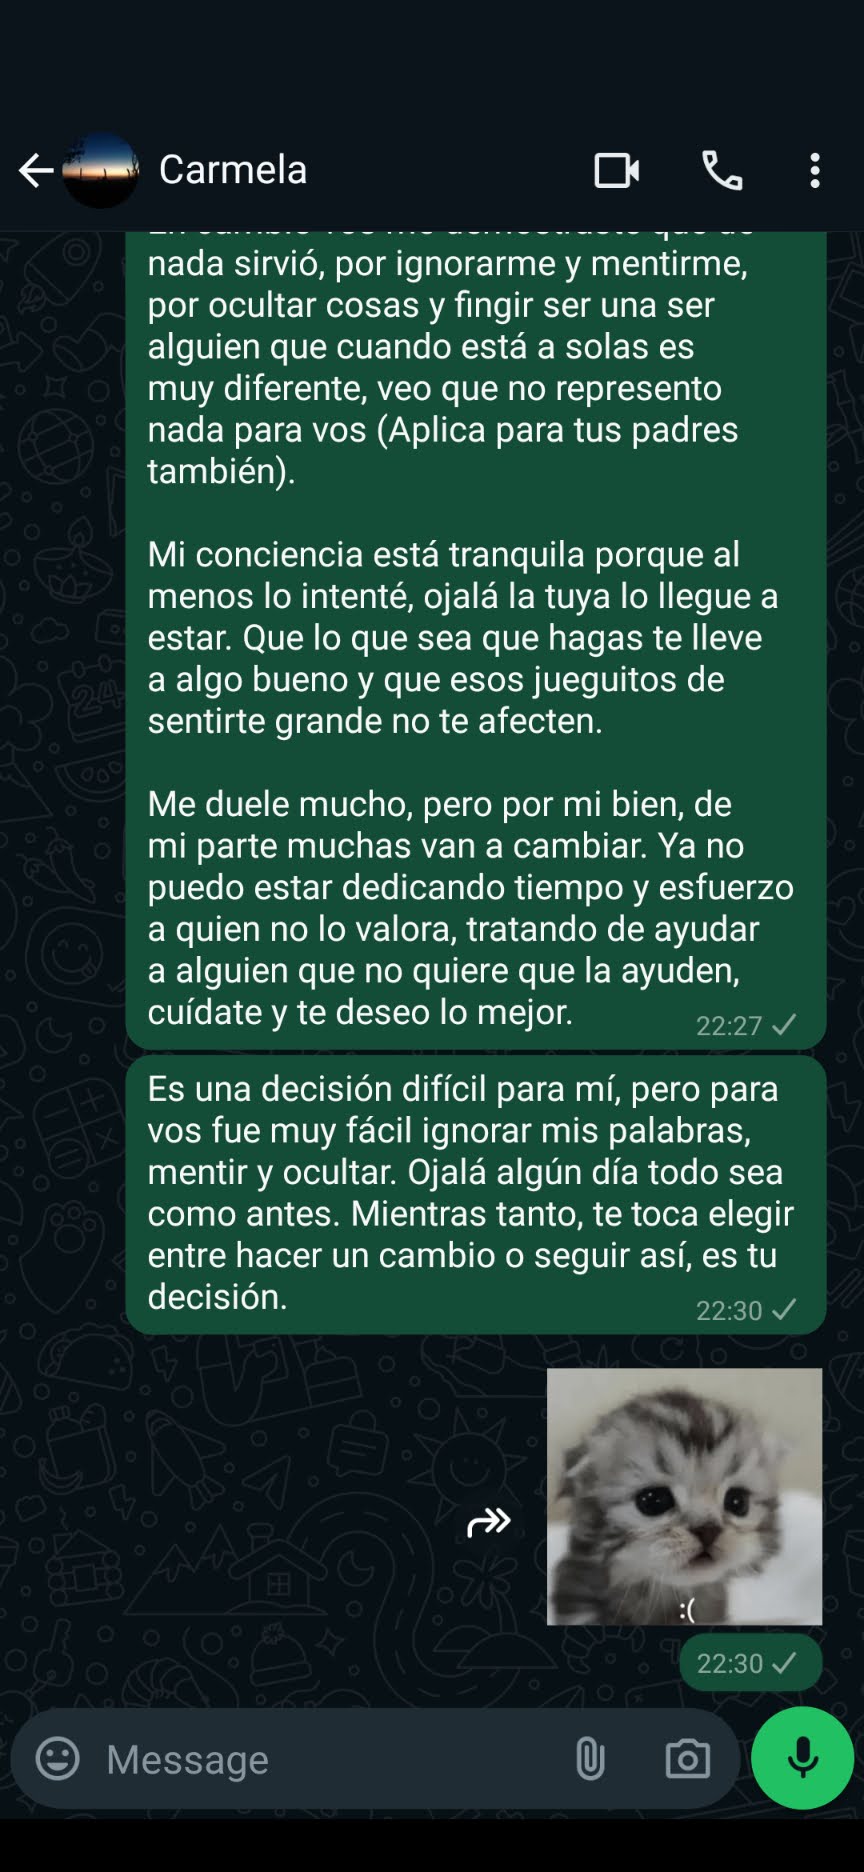 Carmela
nada sirvió, por ignorarme y mentirme,
por ocultar cosas y fingir ser una ser
alguien que cuando está a solas es
muy diferente, veo que no represento
nada para vos (Aplica para tus padres
también).
Mi conciencia está tranquila porque al
menos lo intenté, ojalá la tuya lo llegue a
estar. Que lo que sea que hagas te lleve
a algo bueno y que esos jueguitos de
sentirte grande no te afecten.
Me duele mucho, pero por mi bien, de
mi parte muchas van a cambiar. Ya no
puedo estar dedicando tiempo y esfuerzo
a quien no lo valora, tratando de ayudar
a alguien que no quiere que la ayuden,
cuídate y te deseo lo mejor.
22:27
Es una decisión difícil para mí, pero para
vos fue muy fácil ignorar mis palabras,
mentir y ocultar. Ojalá algún día todo sea
como antes. Mientras tanto, te toca elegir
entre hacer un cambio o seguir así, es tu
decisión.
22:30
:(
22:30
Message